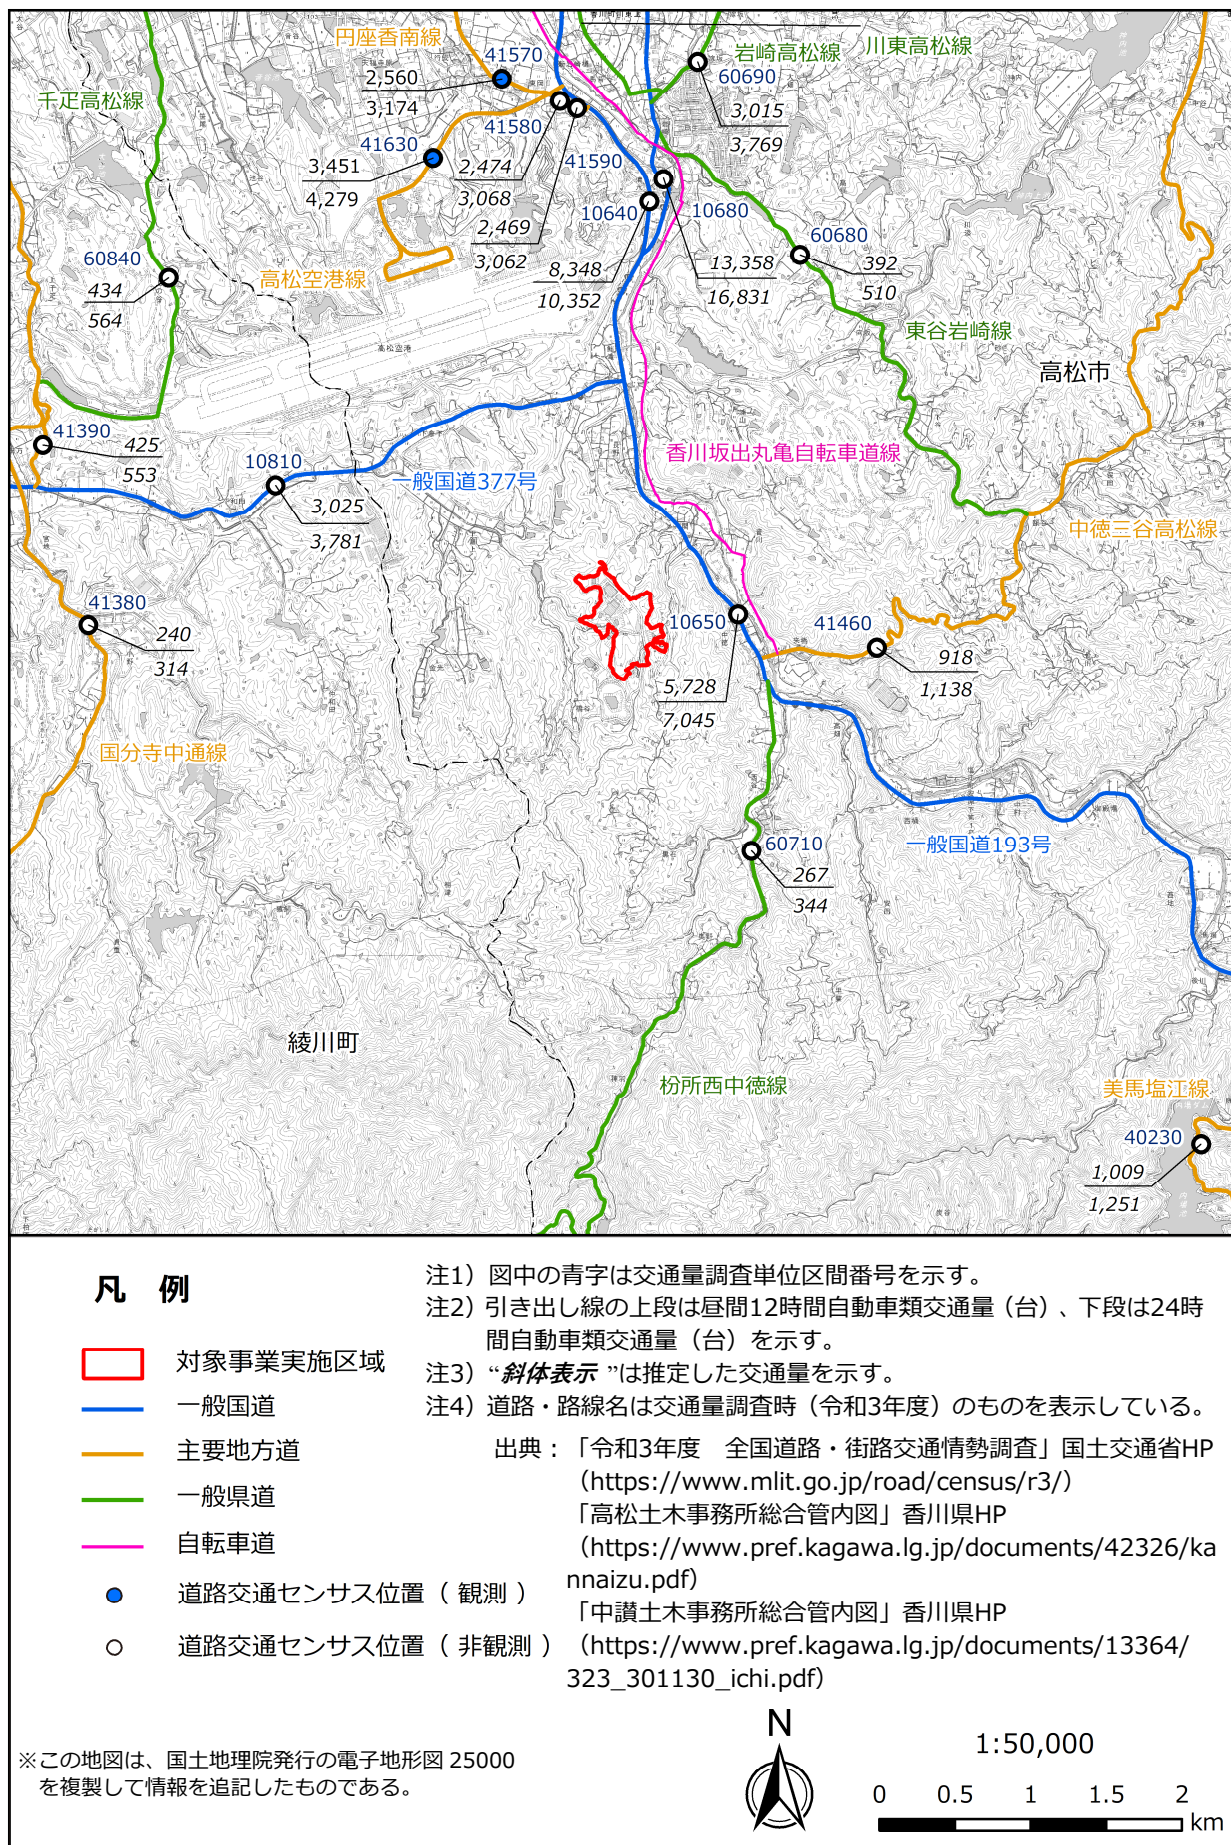 円座香南線
41570
2,560
3,174
岩崎高松線
川東高松線
60690
3,015
3,769
千疋高松線
41580
2,474
3,068
41630
3,451
4,279
41590
2,469
3,062
10640
8,348
10,352
10680
13,358
16,831
60680
392
510
60840
434
564
高松空港線
高松空港
東谷岩崎線
高松市
41390
425
553
10810
3,025
3,781
一般国道377号
香川坂出丸亀自転車道線
中徳三谷高松線
41380
240
314
10650
5,728
7,045
41460
918
1,138
国分寺中通線
一般国道193号
60710
267
344
綾川町
枌所西中徳線
美馬塩江線
40230
1,009
1,251
凡 例
対象事業実施区域
一般国道
主要地方道
一般県道
自転車道
道路交通センサス位置（ 観測 ）
道路交通センサス位置（ 非観測 ）
注1）図中の青字は交通量調査単位区間番号を示す。
注2）引き出し線の上段は昼間12時間自動車類交通量（台）、下段は24時
間自動車類交通量（台）を示す。
注3）“斜体表示 ”は推定した交通量を示す。
注4）道路・路線名は交通量調査時（令和3年度）のものを表示している。
出典：「令和3年度　全国道路・街路交通情勢調査」国土交通省HP
（https://www.mlit.go.jp/road/census/r3/）
「高松土木事務所総合管内図」香川県HP
（https://www.pref.kagawa.lg.jp/documents/42326/ka
nnaizu.pdf）
「中讃土木事務所総合管内図」香川県HP
（https://www.pref.kagawa.lg.jp/documents/13364/
323_301130_ichi.pdf）
※この地図は、国土地理院発行の電子地形図 25000
を複製して情報を追記したものである。
N
1:50,000
0 0.5 1 1.5 2
km